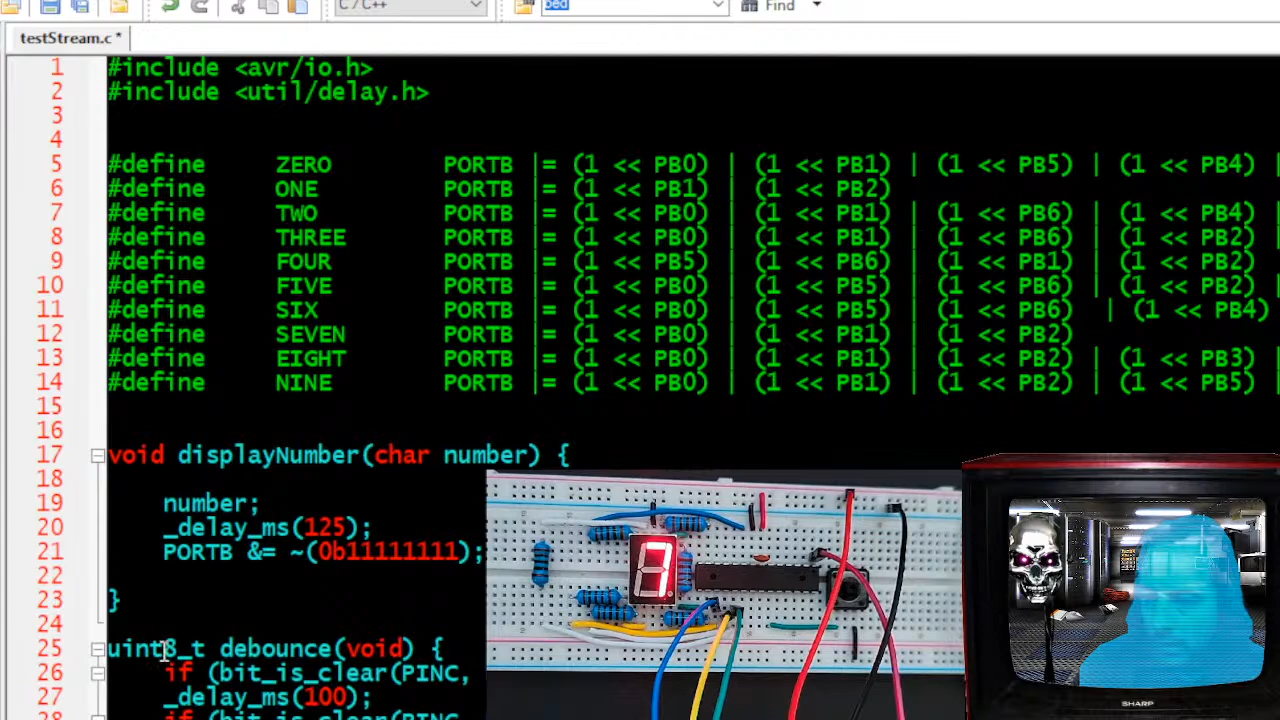 C/C++
bed
Find
testStream.c *
1 #include <avr/io.h>
2 #include <util/delay.h>
3
4
5 #define ZERO PORTB |= (1 << PB0) | (1 << PB1) | (1 << PB5) | (1 << PB4) |
6 #define ONE PORTB |= (1 << PB1) | (1 << PB2)
7 #define TWO PORTB |= (1 << PB0) | (1 << PB1) | (1 << PB6) | (1 << PB4) |
8 #define THREE PORTB |= (1 << PB0) | (1 << PB1) | (1 << PB6) | (1 << PB2) |
9 #define FOUR PORTB |= (1 << PB5) | (1 << PB6) | (1 << PB1) | (1 << PB2)
10 #define FIVE PORTB |= (1 << PB0) | (1 << PB5) | (1 << PB6) | (1 << PB2) |
11 #define SIX PORTB |= (1 << PB0) | (1 << PB5) | (1 << PB6) | (1 << PB4) |
12 #define SEVEN PORTB |= (1 << PB0) | (1 << PB1) | (1 << PB2)
13 #define EIGHT PORTB |= (1 << PB0) | (1 << PB1) | (1 << PB2) | (1 << PB3) |
14 #define NINE PORTB |= (1 << PB0) | (1 << PB1) | (1 << PB2) | (1 << PB5) |
15
16
17 void displayNumber(char number) {
18
19 number;
20 _delay_ms(125);
21 PORTB &= ~(0b11111111);
22
23 }
24
25 uint8_t debounce(void) {
26 if (bit_is_clear(PINC,
27 _delay_ms(100);
28 if (bit_is_clear(PINC
SHARP